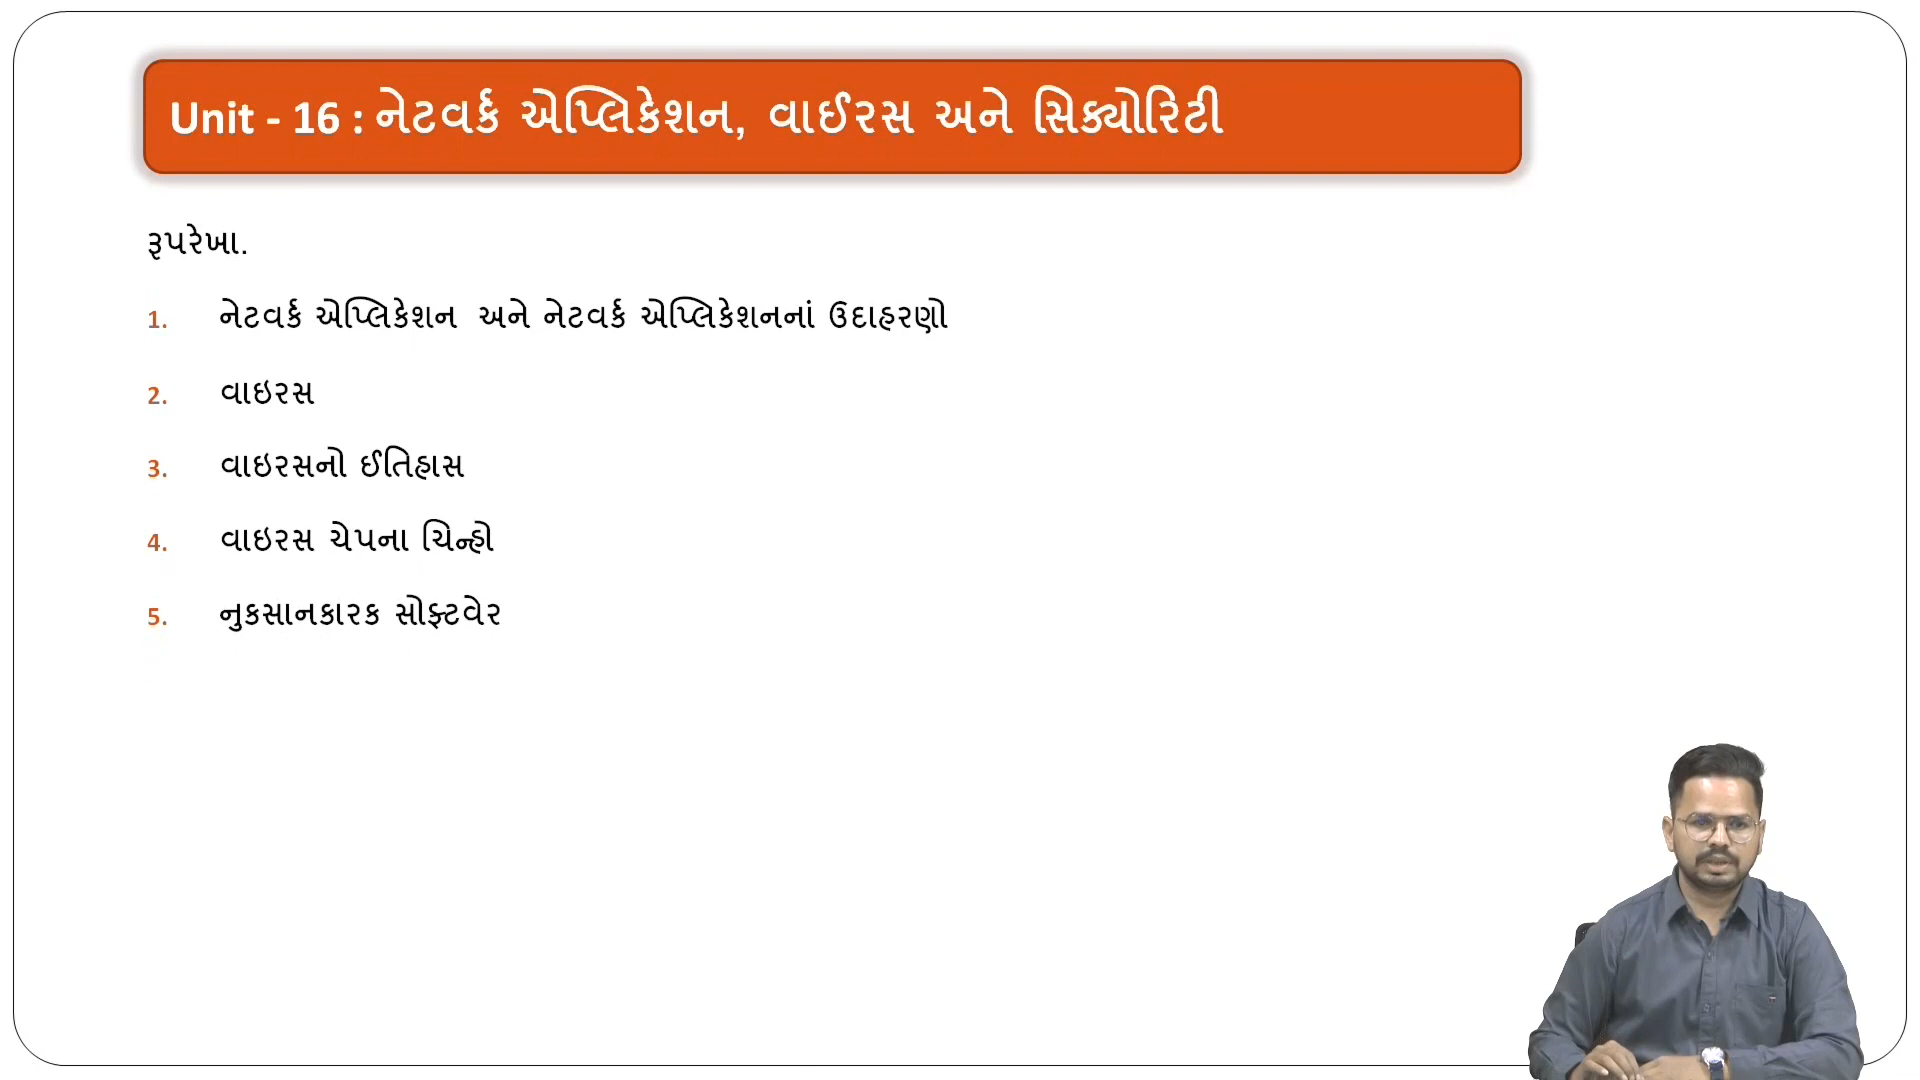 Unit - 16 : નેટવર્ક એપ્લિકેશન, વાઈરસ અને સિક્યોરિટી
રૂપરેખા.
1. નેટવર્ક એપ્લિકેશન અને નેટવર્ક એપ્લિકેશનનાં ઉદાહરણો
2. વાઇરસ
3. વાઇરસનો ઈતિહાસ
4. વાઇરસ ચેપના ચિન્હો
5. નુકસાનકારક સોફ્ટવેર